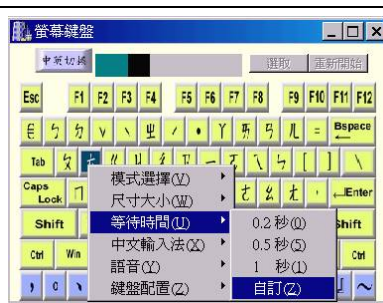 螢幕鍵盤
中英切換 選取 重新開始
Esc F1 F2 F3 F4 F5 F6 F7 F8 F9 F10 F11 F12
ㄅ ㄉ ˇ ˋ ㄓ ˊ ˙ ㄚ ㄞ ㄢ ㄦ = Bspace
Tab ㄆ ㄊ ㄍ ㄐ ㄔ ㄗ ㄧ ㄛ ㄟ ㄣ [ ] \
Caps Lock ㄇ ㄜ ㄠ ㄤ , Enter
Shift Shift
Ctrl Win Ctrl
模式選擇(V)
尺寸大小(W)
等待時間(U)
中文輸入法(X)
語音(Y)
鍵盤配置(Z)
0.2 秒(0)
0.5 秒(5)
1 秒(1)
自訂(Z)